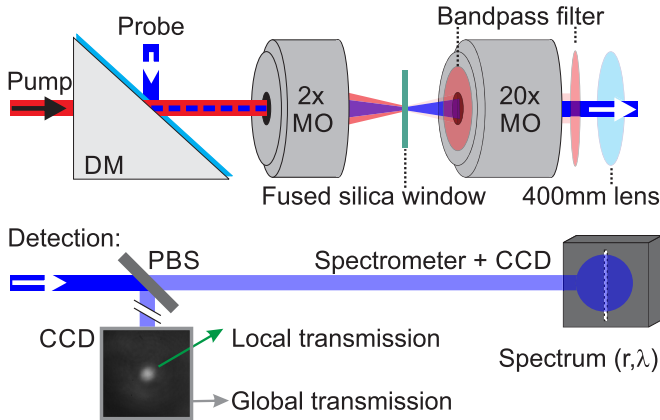 Probe
Bandpass filter
Pump
2x
MO
20x
MO
DM
Fused silica window
400mm lens
Detection:
PBS
Spectrometer + CCD
CCD
Local transmission
Global transmission
Spectrum (r,λ)